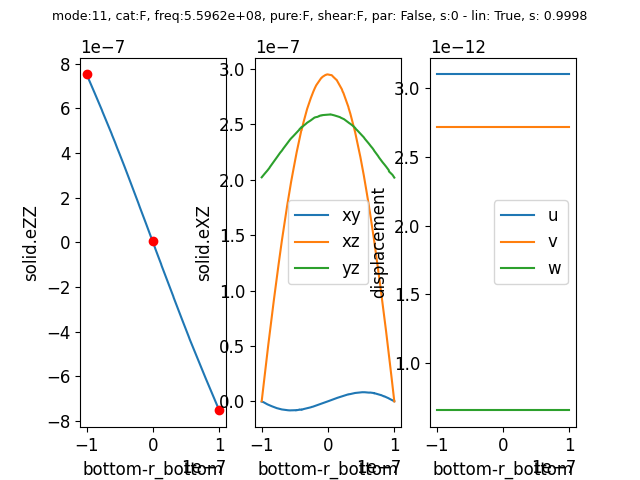 mode:11, cat:F, freq:5.5962e+08, pure:F, shear:F, par: False, s:0 - lin: True, s: 0.9998
1e−7
8
6
4
2
0
−2
−4
−6
−8
solid.eZZ
−1
0
1
bottom-r_bottom
1e−7
1e−7
3.0
2.5
2.0
1.5
1.0
0.5
0.0
solid.eXZ
xy
xz
yz
−1
0
1
bottom-r_bottom
1e−7
1e−12
3.0
2.5
2.0
1.5
1.0
displacement
u
v
w
−1
0
1
bottom-r_bottom
1e−7